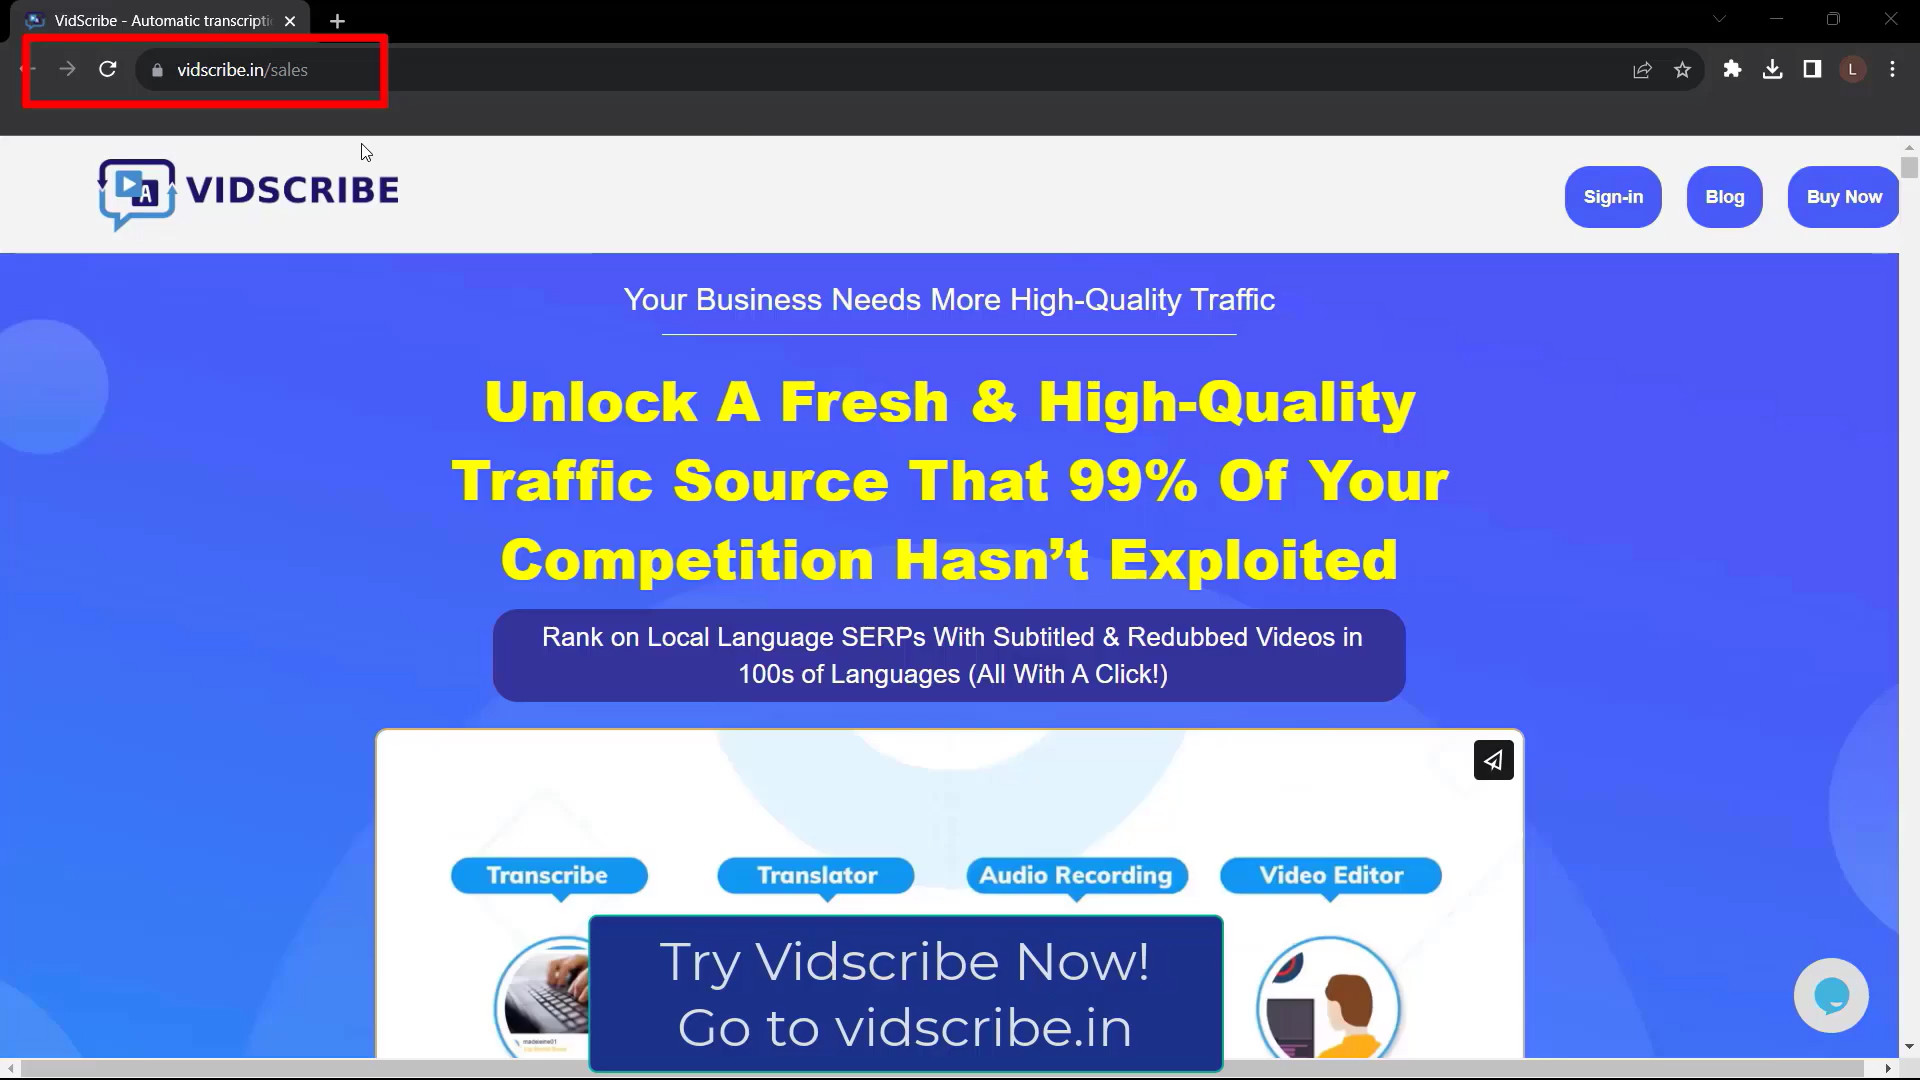 VidScribe - Automatic transcripti
vidscribe.in/sales
L
VIDSCRIBE
Sign-in
Blog
Buy Now
Your Business Needs More High-Quality Traffic
Unlock A Fresh & High-Quality
Traffic Source That 99% Of Your
Competition Hasn’t Exploited
Rank on Local Language SERPs With Subtitled & Redubbed Videos in
100s of Languages (All With A Click!)
Transcribe
Translator
Audio Recording
Video Editor
Try Vidscribe Now!
Go to vidscribe.in